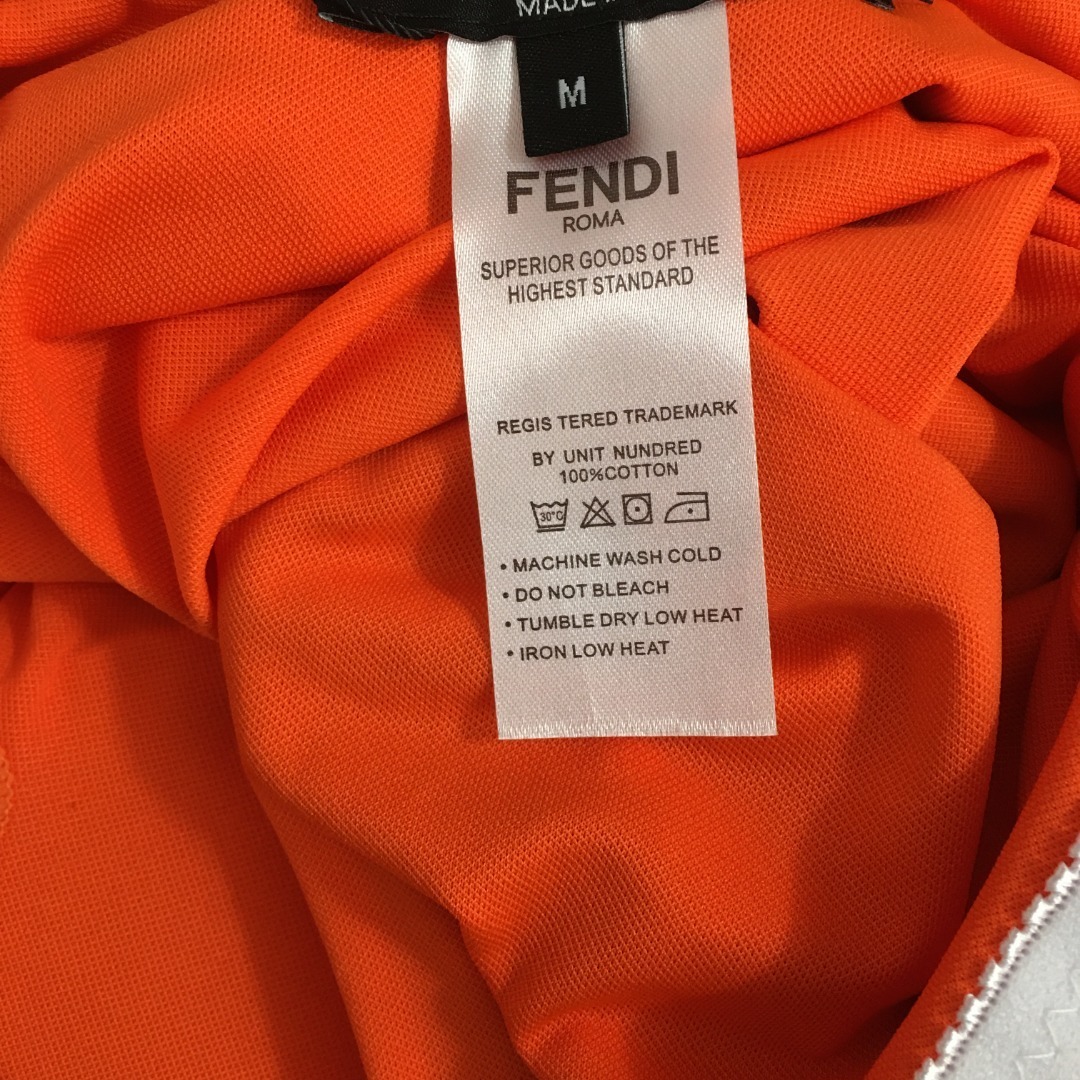 MADE
M
FENDI
ROMA
SUPERIOR GOODS OF THE
HIGHEST STANDARD
REGIS TERED TRADEMARK
BY UNIT NUNDRED
100%COTTON
30°C
• MACHINE WASH COLD
• DO NOT BLEACH
• TUMBLE DRY LOW HEAT
• IRON LOW HEAT